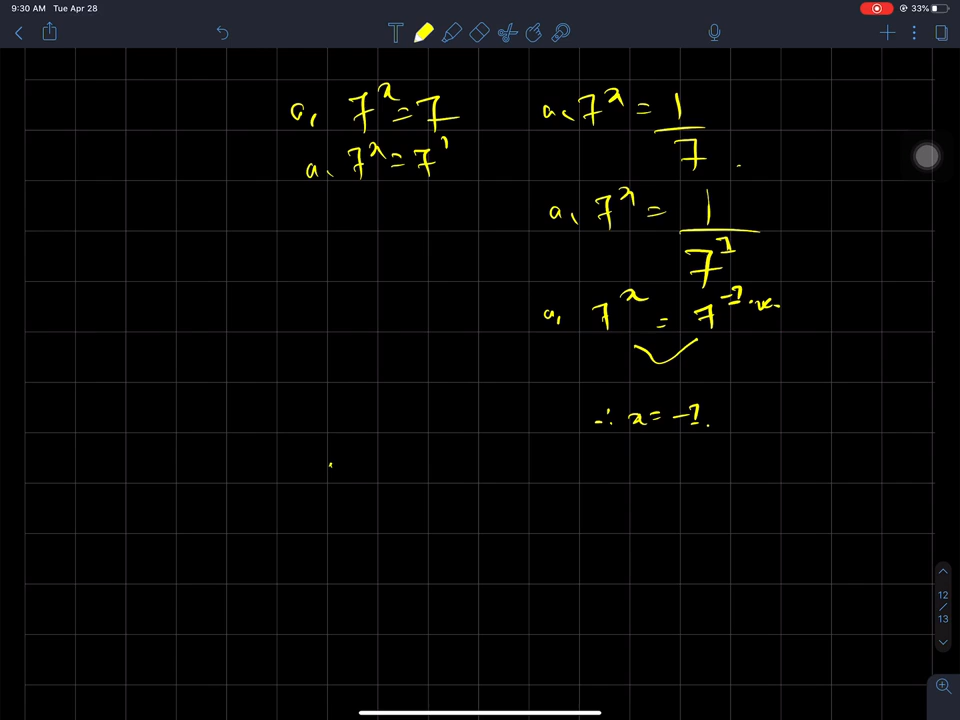 9:30 AM Tue Apr 28
33%
a, 7^x = 7
a, 7^x = 7^1
a, 7^x = 1/7
a, 7^x = 1/7^1
a, 7^x = 7^-1
∴ x = -1.
12
/
13